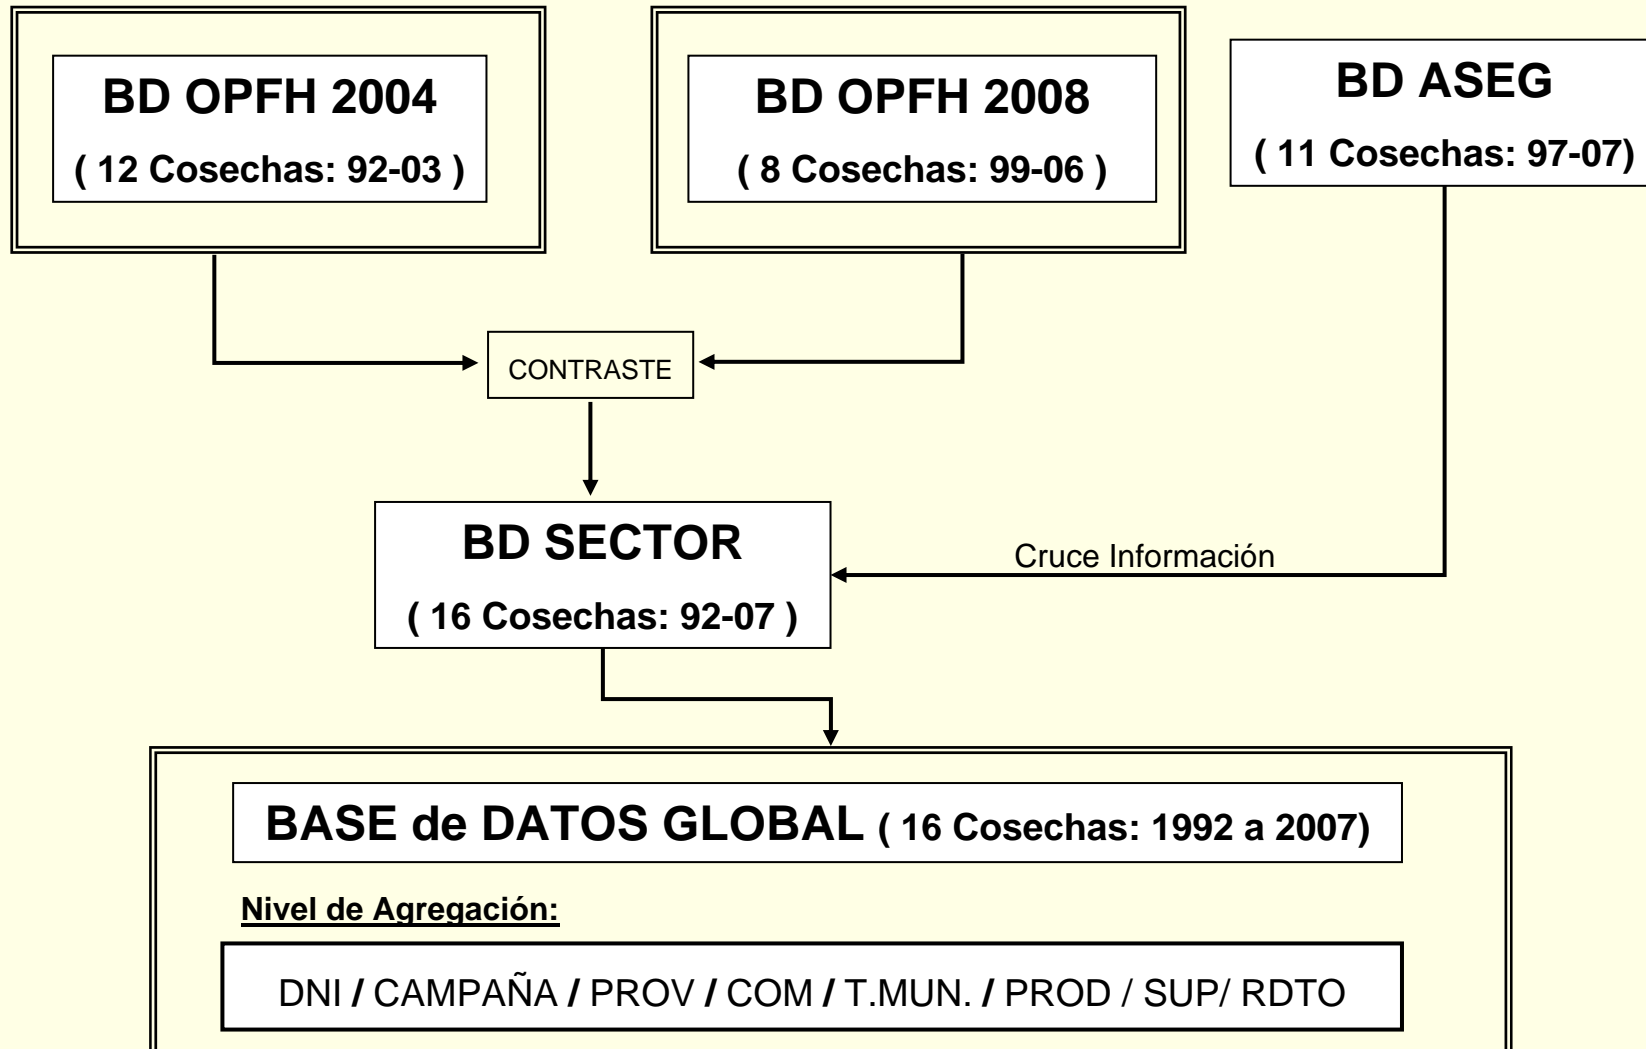 BD OPFH 2004
( 12 Cosechas: 92-03 )
BD OPFH 2008
( 8 Cosechas: 99-06 )
BD ASEG
( 11 Cosechas: 97-07)
CONTRASTE
BD SECTOR
( 16 Cosechas: 92-07 )
Cruce Información
BASE de DATOS GLOBAL ( 16 Cosechas: 1992 a 2007)
Nivel de Agregación:
DNI / CAMPAÑA / PROV / COM / T.MUN. / PROD / SUP/ RDTO